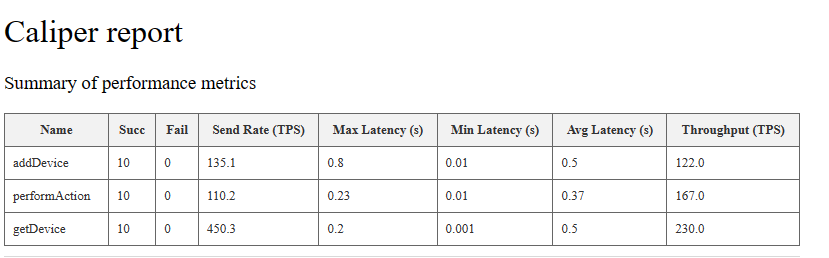 Caliper report
Summary of performance metrics
Name Succ Fail Send Rate (TPS) Max Latency (s) Min Latency (s) Avg Latency (s) Throughput (TPS)
addDevice 10 0 135.1 0.8 0.01 0.5 122.0
performAction 10 0 110.2 0.23 0.01 0.37 167.0
getDevice 10 0 450.3 0.2 0.001 0.5 230.0